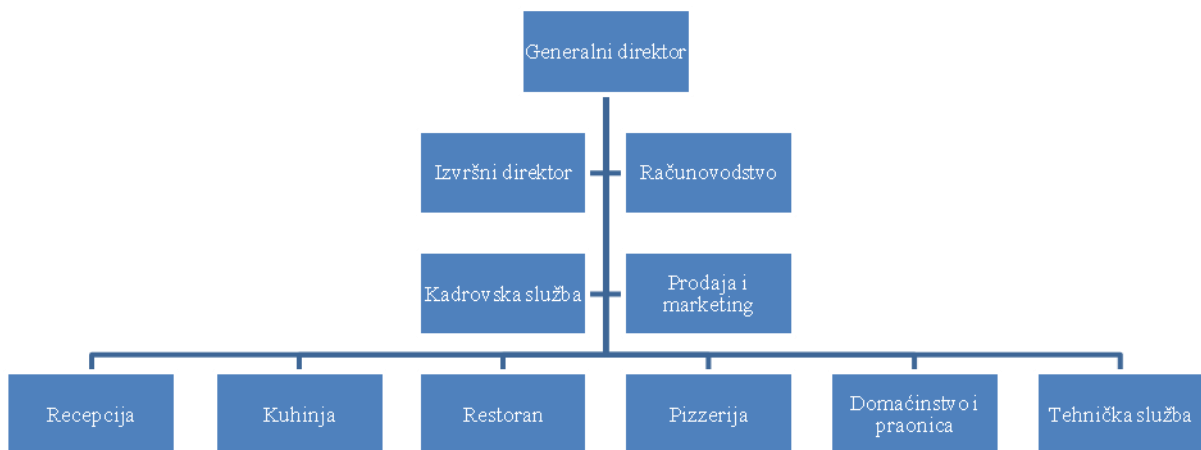 Generalni direktor
Izvršni direktor
Računovodstvo
Kadrovska služba
Prodaja i
marketing
Recepcija
Kuhinja
Restoran
Pizzerija
Domaćinstvo i
praonica
Tehnička služba